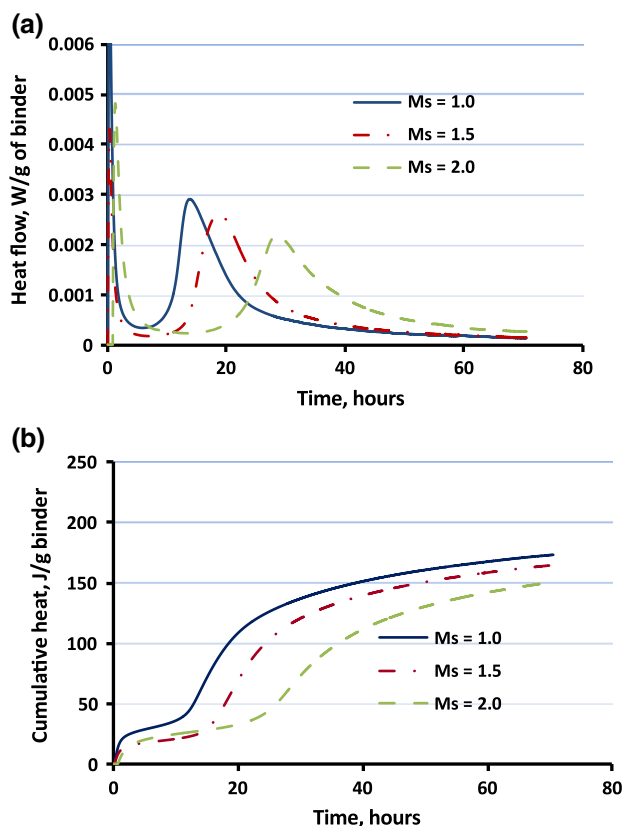 (a)
0.006
0.005
0.004
0.003
0.002
0.001
0
Heat flow, W/g of binder
Ms = 1.0
Ms = 1.5
Ms = 2.0
0 20 40 60 80
Time, hours
(b)
250
200
150
100
50
0
Cumulative heat, J/g binder
Ms = 1.0
Ms = 1.5
Ms = 2.0
0 20 40 60 80
Time, hours